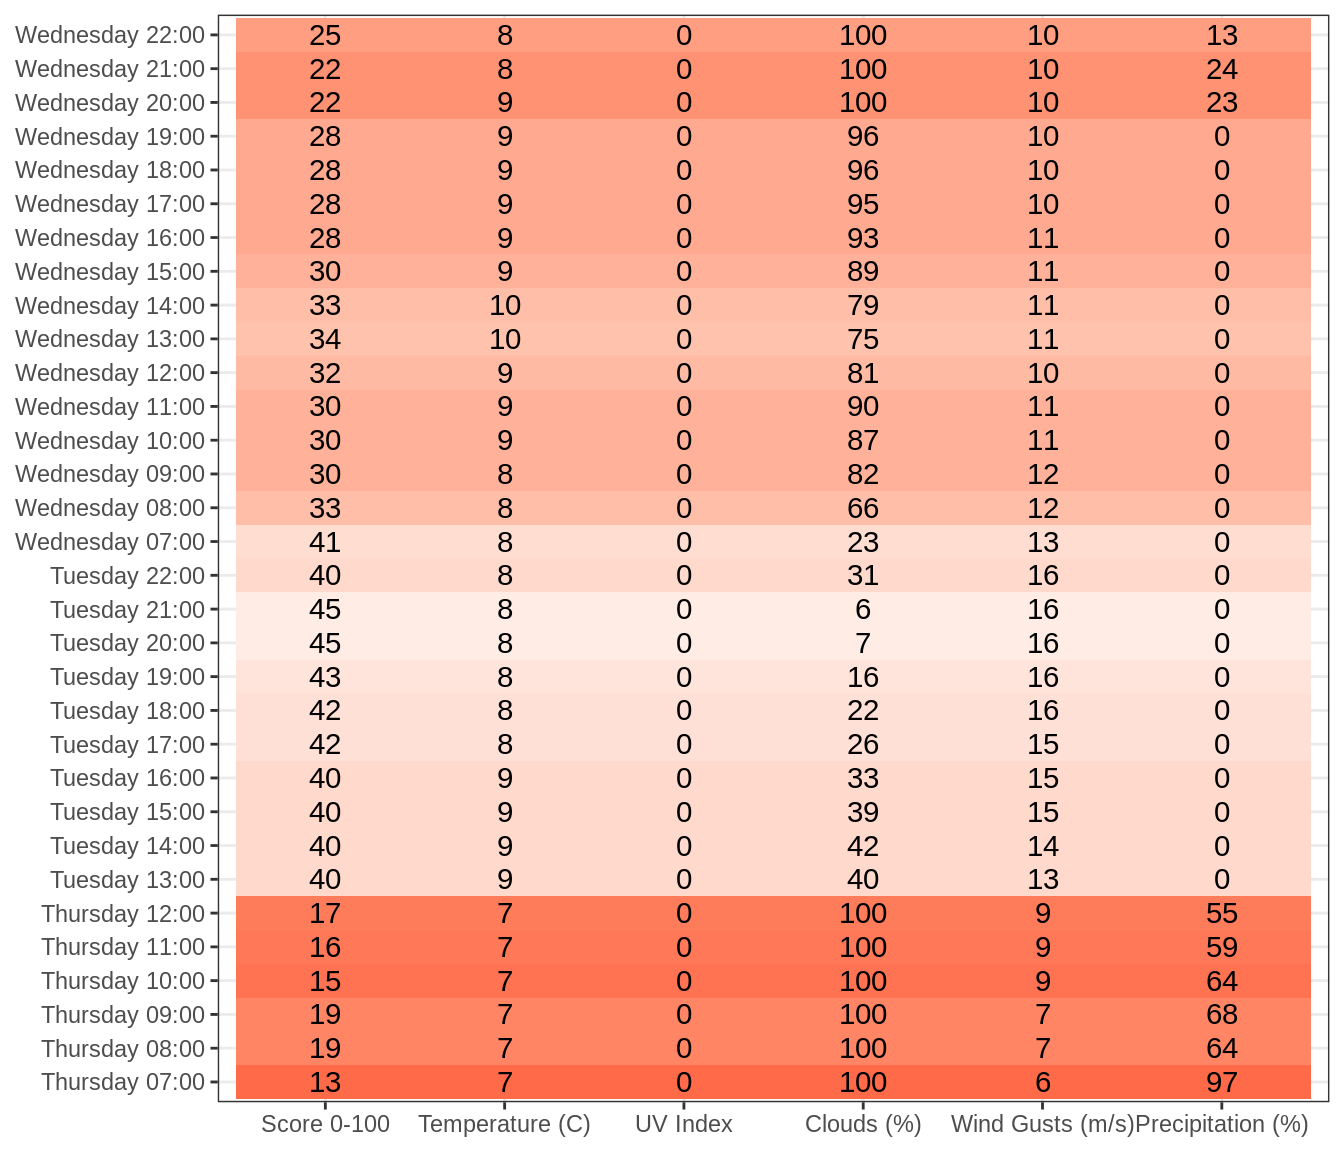 Wednesday 22:00 25 8 0 100 10 13
Wednesday 21:00 22 8 0 100 10 24
Wednesday 20:00 22 9 0 100 10 23
Wednesday 19:00 28 9 0 96 10 0
Wednesday 18:00 28 9 0 96 10 0
Wednesday 17:00 28 9 0 95 10 0
Wednesday 16:00 28 9 0 93 11 0
Wednesday 15:00 30 9 0 89 11 0
Wednesday 14:00 33 10 0 79 11 0
Wednesday 13:00 34 10 0 75 11 0
Wednesday 12:00 32 9 0 81 10 0
Wednesday 11:00 30 9 0 90 11 0
Wednesday 10:00 30 9 0 87 11 0
Wednesday 09:00 30 8 0 82 12 0
Wednesday 08:00 33 8 0 66 12 0
Wednesday 07:00 41 8 0 23 13 0
Tuesday 22:00 40 8 0 31 16 0
Tuesday 21:00 45 8 0 6 16 0
Tuesday 20:00 45 8 0 7 16 0
Tuesday 19:00 43 8 0 16 16 0
Tuesday 18:00 42 8 0 22 16 0
Tuesday 17:00 42 8 0 26 15 0
Tuesday 16:00 40 9 0 33 15 0
Tuesday 15:00 40 9 0 39 15 0
Tuesday 14:00 40 9 0 42 14 0
Tuesday 13:00 40 9 0 40 13 0
Thursday 12:00 17 7 0 100 9 55
Thursday 11:00 16 7 0 100 9 59
Thursday 10:00 15 7 0 100 9 64
Thursday 09:00 19 7 0 100 7 68
Thursday 08:00 19 7 0 100 7 64
Thursday 07:00 13 7 0 100 6 97
Score 0-100 Temperature (C) UV Index Clouds (%) Wind Gusts (m/s) Precipitation (%)